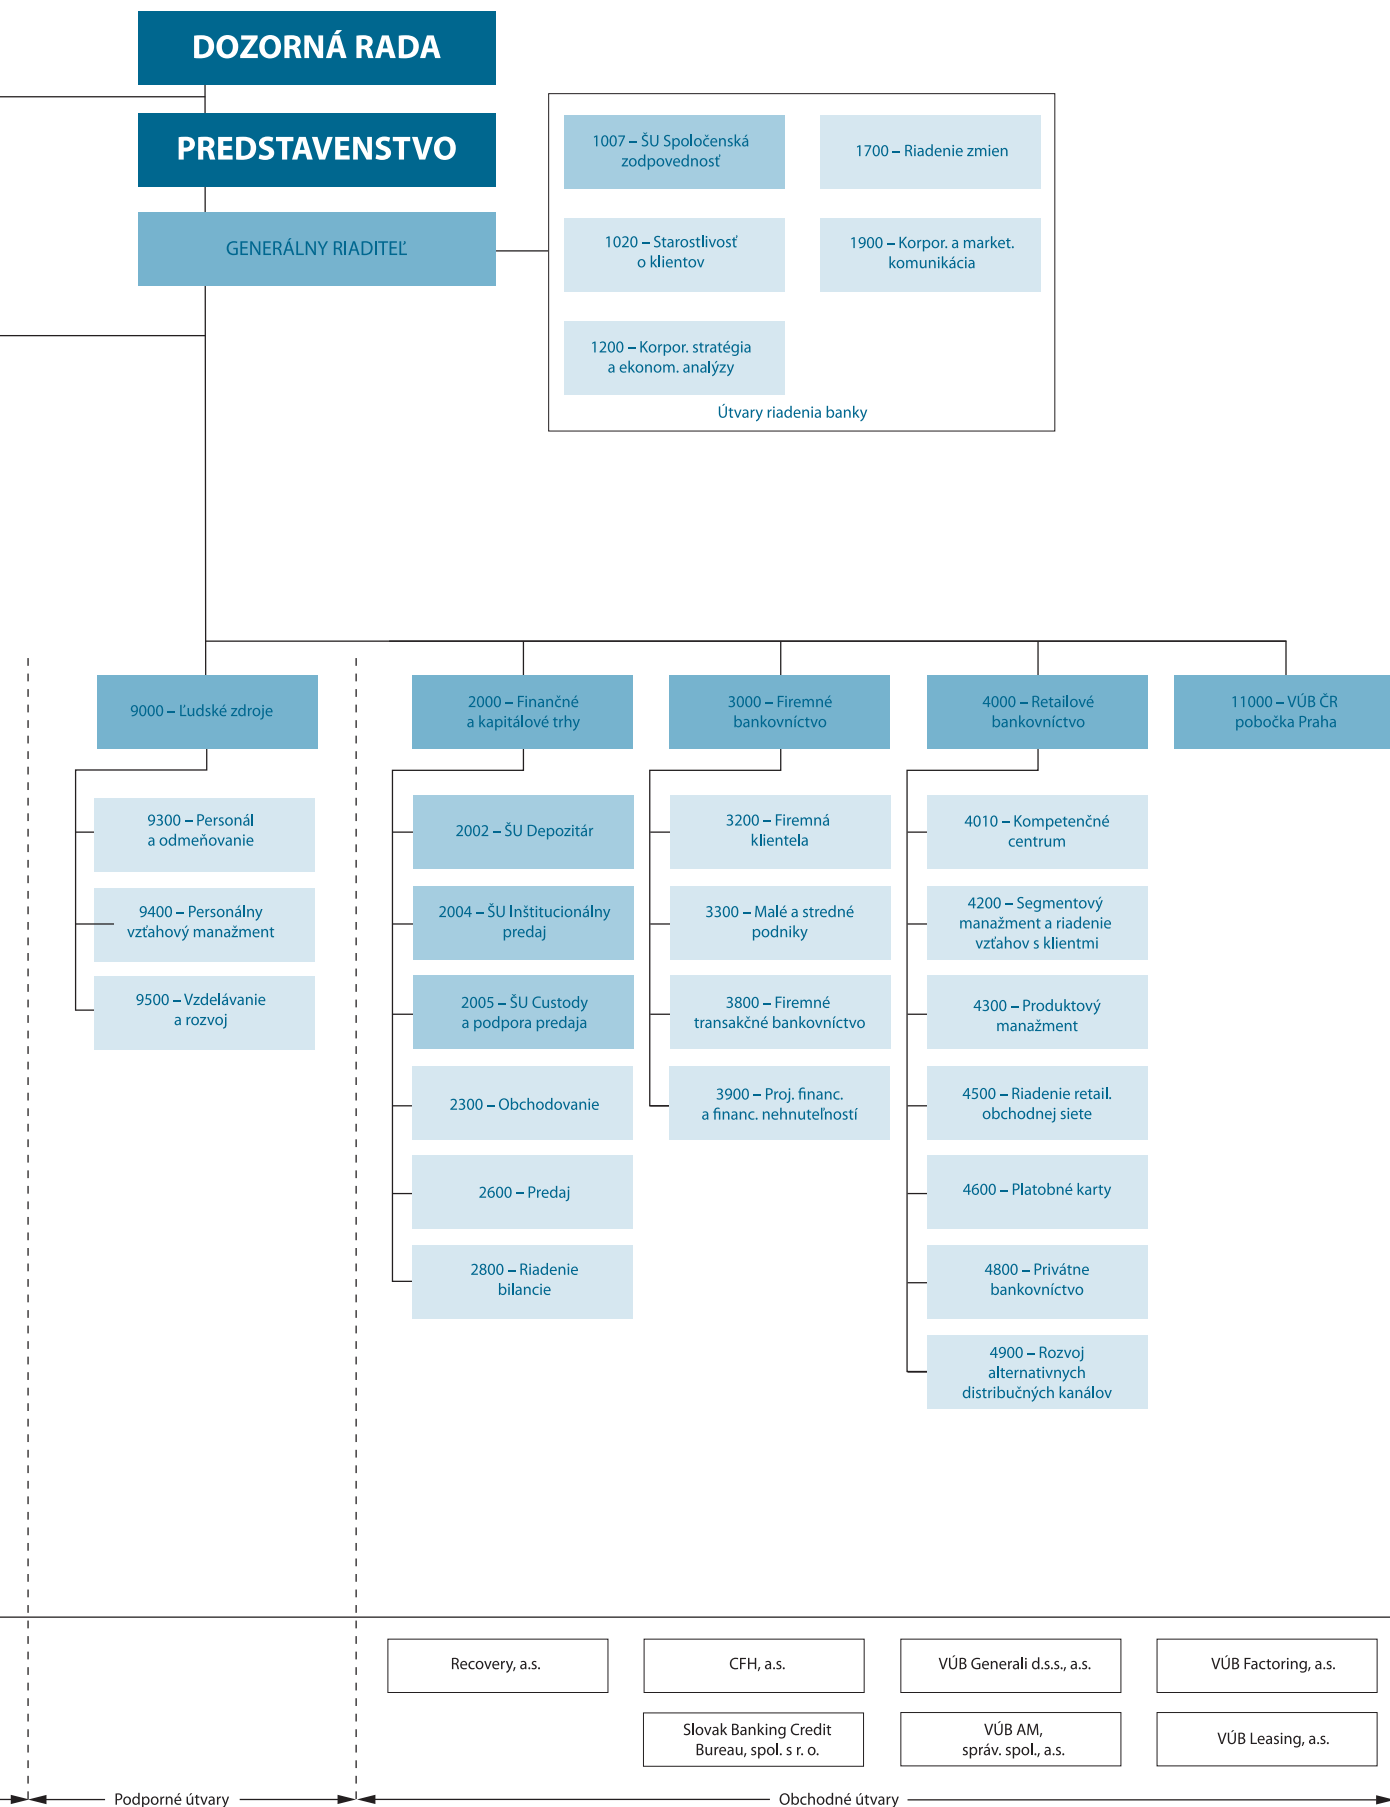 DOZORNÁ RADA
PREDSTAVENSTVO
GENERÁLNY RIADITEĽ
1007 – ŠU Spoločenská
zodpovednosť
1700 – Riadenie zmien
1020 – Starostlivosť
o klientov
1900 – Korpor. a market.
komunikácia
1200 – Korpor. stratégia
a ekonom. analýzy
Útvary riadenia banky
9000 – Ľudské zdroje
9300 – Personál
a odmeňovanie
9400 – Personálny
vzťahový manažment
9500 – Vzdelávanie
a rozvoj
2000 – Finančné
a kapitálové trhy
2002 – ŠU Depozitár
2004 – ŠU Inštitucionálny
predaj
2005 – ŠU Custody
a podpora predaja
2300 – Obchodovanie
2600 – Predaj
2800 – Riadenie
bilancie
3000 – Firemné
bankovníctvo
3200 – Firemná
klientela
3300 – Malé a stredné
podniky
3800 – Firemné
transakčné bankovníctvo
3900 – Proj. financ.
a financ. nehnuteľností
4000 – Retailové
bankovníctvo
4010 – Kompetenčné
centrum
4200 – Segmentový
manažment a riadenie
vzťahov s klientmi
4300 – Produktový
manažment
4500 – Riadenie retail.
obchodnej siete
4600 – Platobné karty
4800 – Privátne
bankovníctvo
4900 – Rozvoj
alternatívnych
distribučných kanálov
11000 – VÚB ČR
pobočka Praha
Recovery, a.s.
CFH, a.s.
VÚB Generali d.s.s., a.s.
VÚB Factoring, a.s.
Slovak Banking Credit
Bureau, spol. s r. o.
VÚB AM,
správ. spol., a.s.
VÚB Leasing, a.s.
Podporné útvary
Obchodné útvary